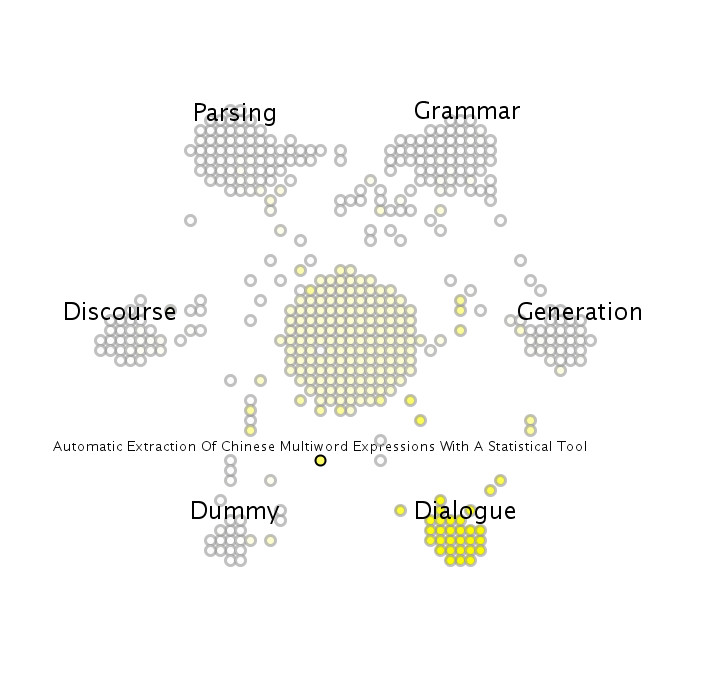 Parsing
Grammar
Discourse
Generation
Automatic Extraction Of Chinese Multiword Expressions With A Statistical Tool
Dummy
Dialogue